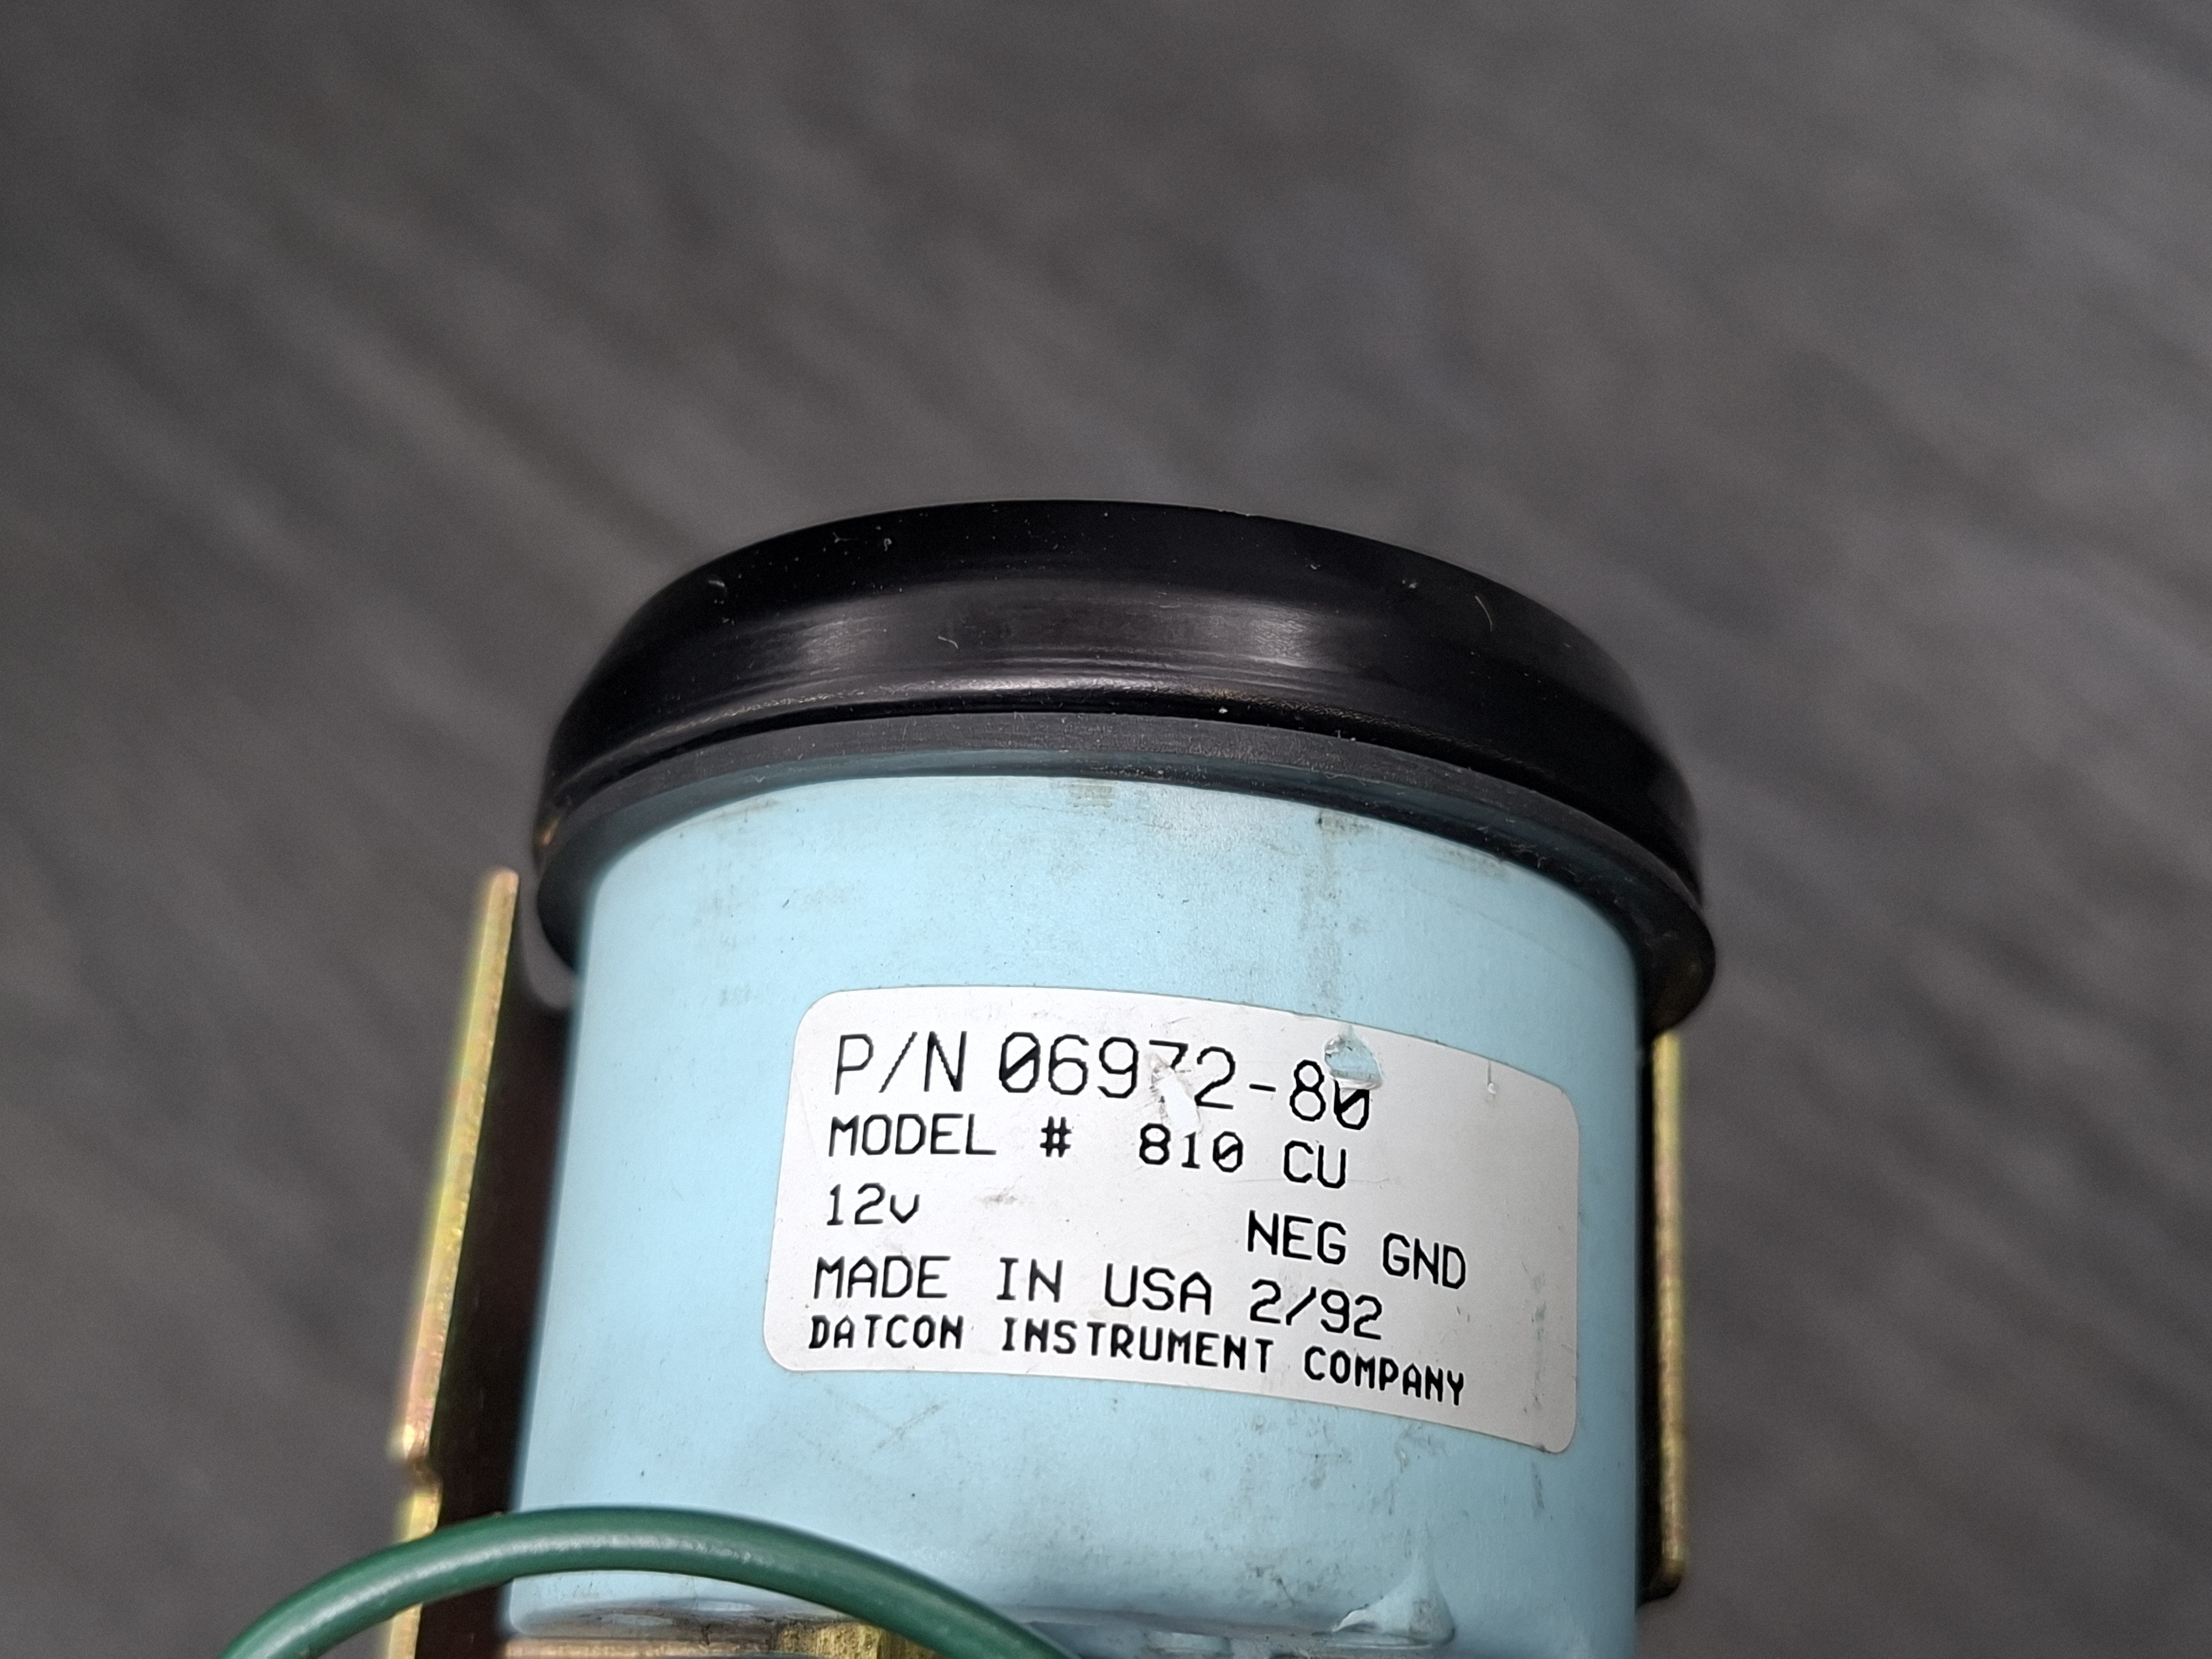 P/N 06972-80
MODEL # 810 CU
12v NEG GND
MADE IN USA 2/92
DATCON INSTRUMENT COMPANY